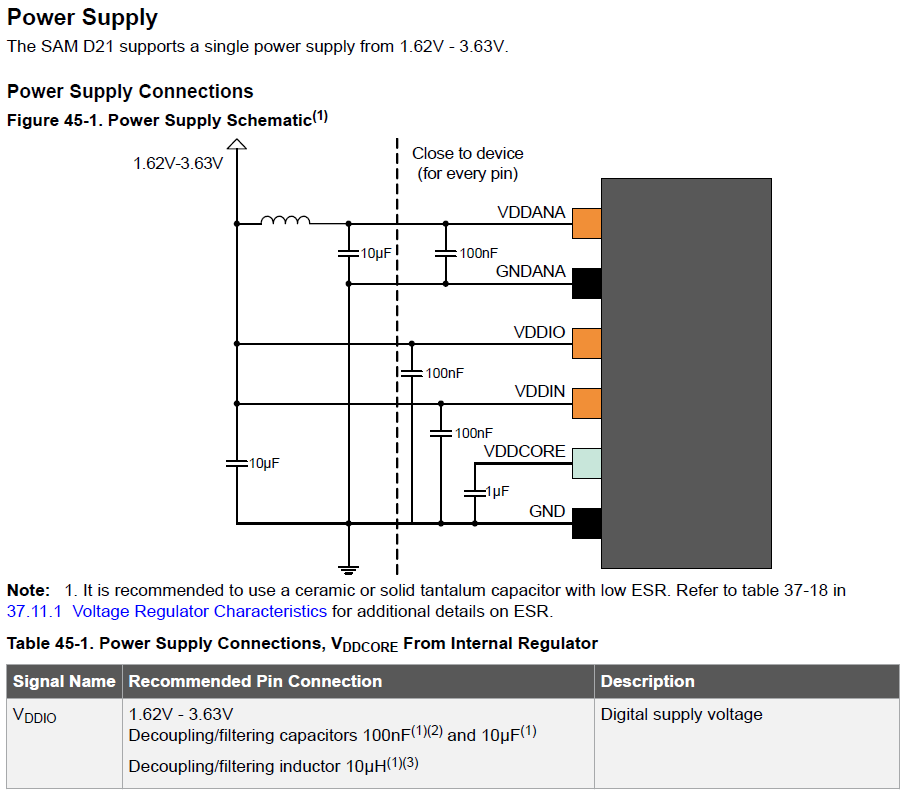 Power Supply
The SAM D21 supports a single power supply from 1.62V - 3.63V.
Power Supply Connections
Figure 45-1. Power Supply Schematic(1)
1.62V-3.63V
Close to device
(for every pin)
VDDANA
10µF
100nF
GNDANA
VDDIO
100nF
VDDIN
100nF
VDDCORE
10µF
1µF
GND
Note: 1. It is recommended to use a ceramic or solid tantalum capacitor with low ESR. Refer to table 37-18 in
37.11.1 Voltage Regulator Characteristics for additional details on ESR.
Table 45-1. Power Supply Connections, VDDCORE From Internal Regulator
Signal Name Recommended Pin Connection Description
VDDIO 1.62V - 3.63V Digital supply voltage
Decoupling/filtering capacitors 100nF(1)(2) and 10µF(1)
Decoupling/filtering inductor 10µH(1)(3)